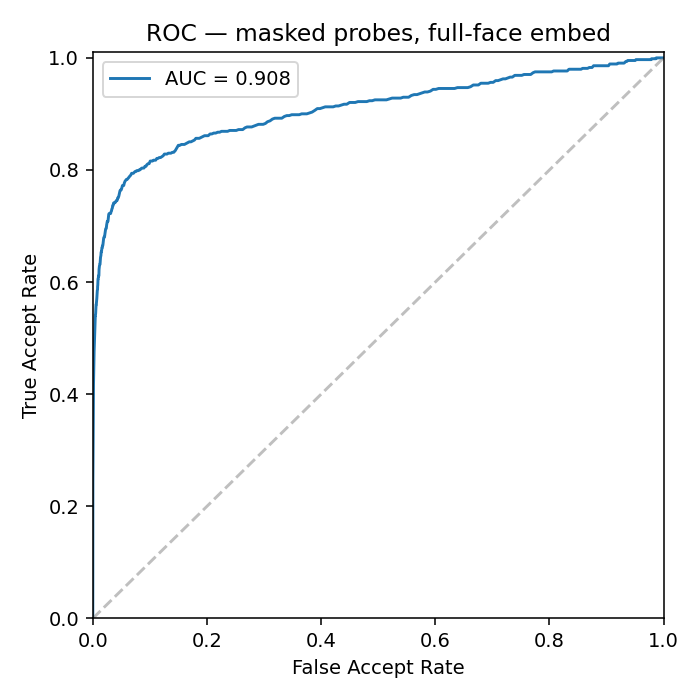 ROC — masked probes, full-face embed
AUC = 0.908
1.0
0.8
0.6
0.4
0.2
0.0
True Accept Rate
0.0 0.2 0.4 0.6 0.8 1.0
False Accept Rate